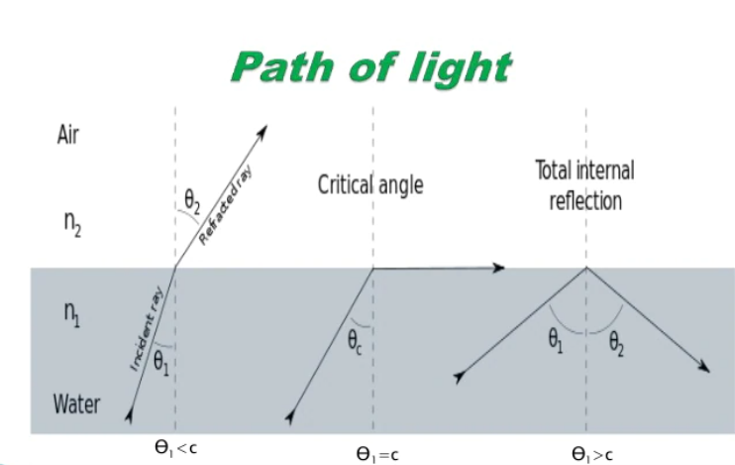 Path of light
Air
n₂
θ₂
Refracted ray
Critical angle
Total internal
reflection
n₁
Incident ray
θ₁
θc
θ₁
θ₂
Water
Θ₁<c
Θ₁=c
Θ₁>c